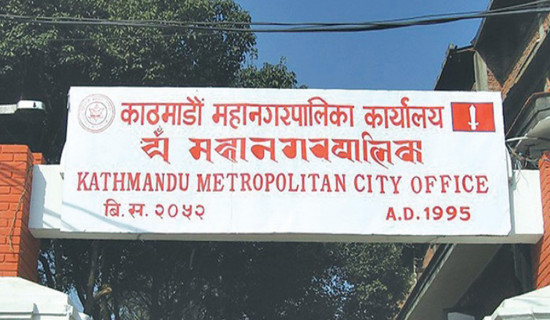 काठमाडौं महानगरपालिका कार्यालय
KATHMANDU METROPOLITAN CITY OFFICE
बि.स. २०५२ A.D. 1995